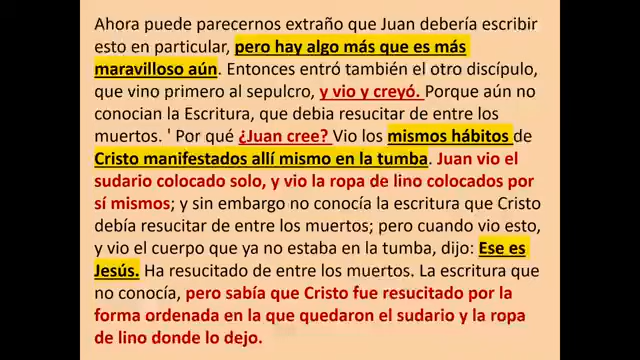 Ahora puede parecernos extraño que Juan debería escribir
esto en particular, pero hay algo más que es más
maravilloso aún. Entonces entró también el otro discípulo,
que vino primero al sepulcro, y vio y creyó. Porque aún no
conocian la Escritura, que debia resucitar de entre los
muertos. ' Por qué ¿Juan cree? Vio los mismos hábitos de
Cristo manifestados allí mismo en la tumba. Juan vio el
sudario colocado solo, y vio la ropa de lino colocados por
sí mismos; y sin embargo no conocía la escritura que Cristo
debía resucitar de entre los muertos; pero cuando vio esto,
y vio el cuerpo que ya no estaba en la tumba, dijo: Ese es
Jesús. Ha resucitado de entre los muertos. La escritura que
no conocía, pero sabía que Cristo fue resucitado por la
forma ordenada en la que quedaron el sudario y la ropa
de lino donde lo dejo.